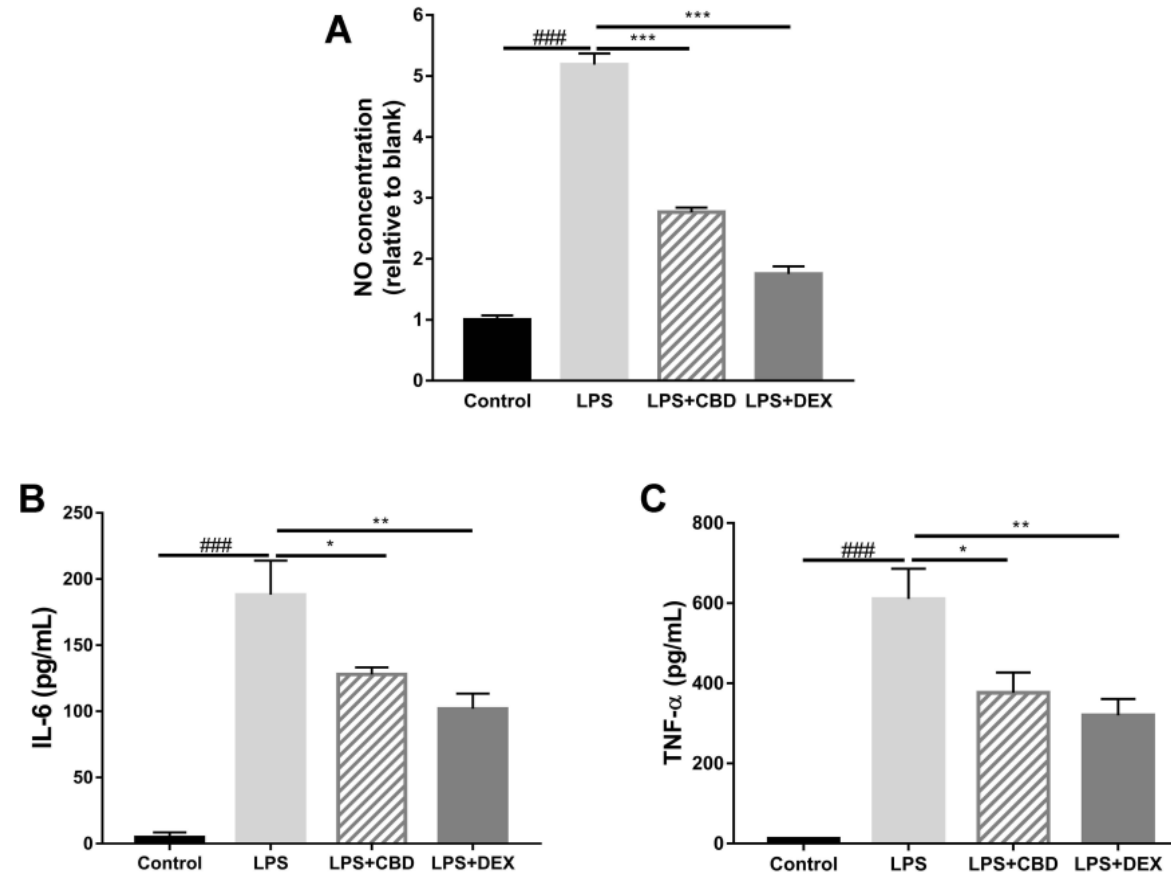 A
NO concentration
(relative to blank)
6
5
4
3
2
1
0
###
***
***
Control LPS LPS+CBD LPS+DEX
B
IL-6 (pg/mL)
250
200
150
100
50
0
###
*
**
Control LPS LPS+CBD LPS+DEX
C
TNF-α (pg/mL)
800
600
400
200
0
###
*
**
Control LPS LPS+CBD LPS+DEX